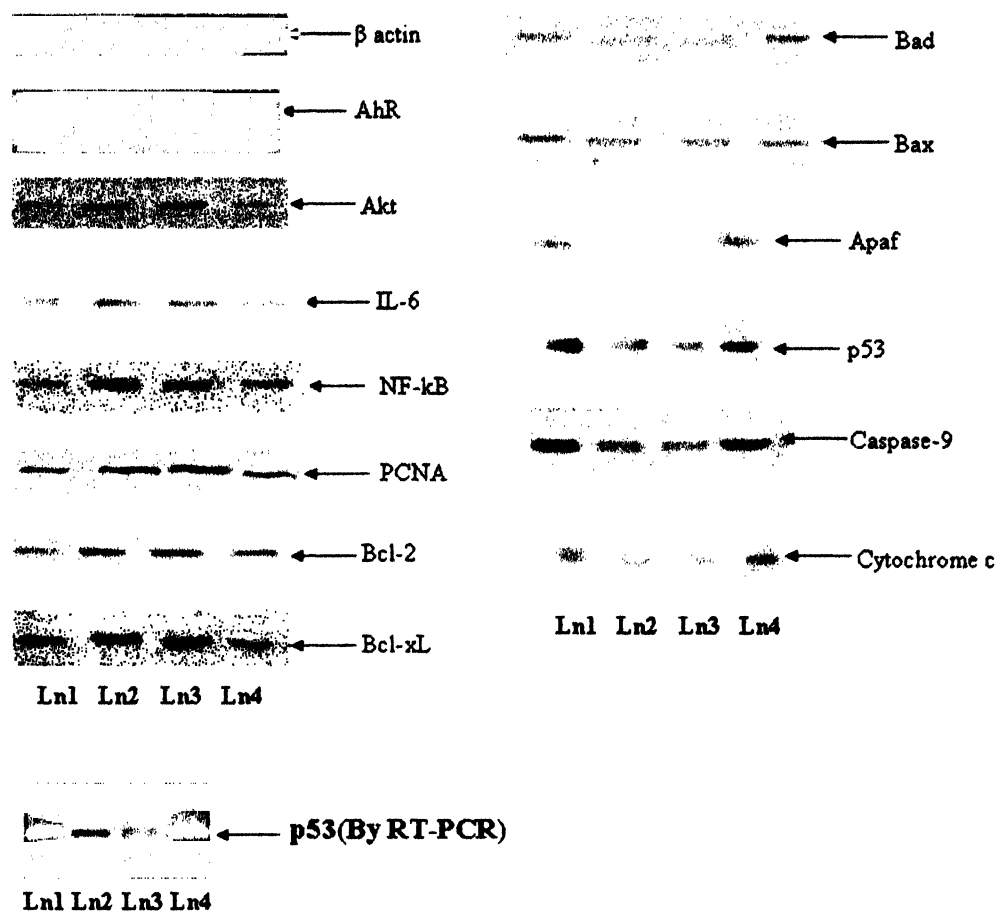 β actin
AhR
Akt
IL-6
NF-kB
PCNA
Bcl-2
Bcl-xL
Ln1 Ln2 Ln3 Ln4
Bad
Bax
Apaf
p53
Caspase-9
Cytochrome c
Ln1 Ln2 Ln3 Ln4
p53(By RT-PCR)
Ln1 Ln2 Ln3 Ln4